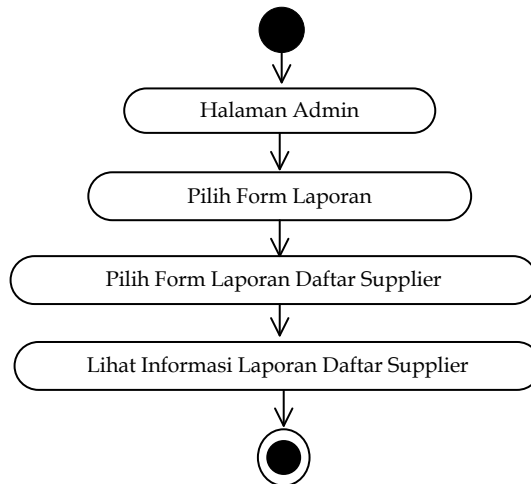 Halaman Admin
Pilih Form Laporan
Pilih Form Laporan Daftar Supplier
Lihat Informasi Laporan Daftar Supplier